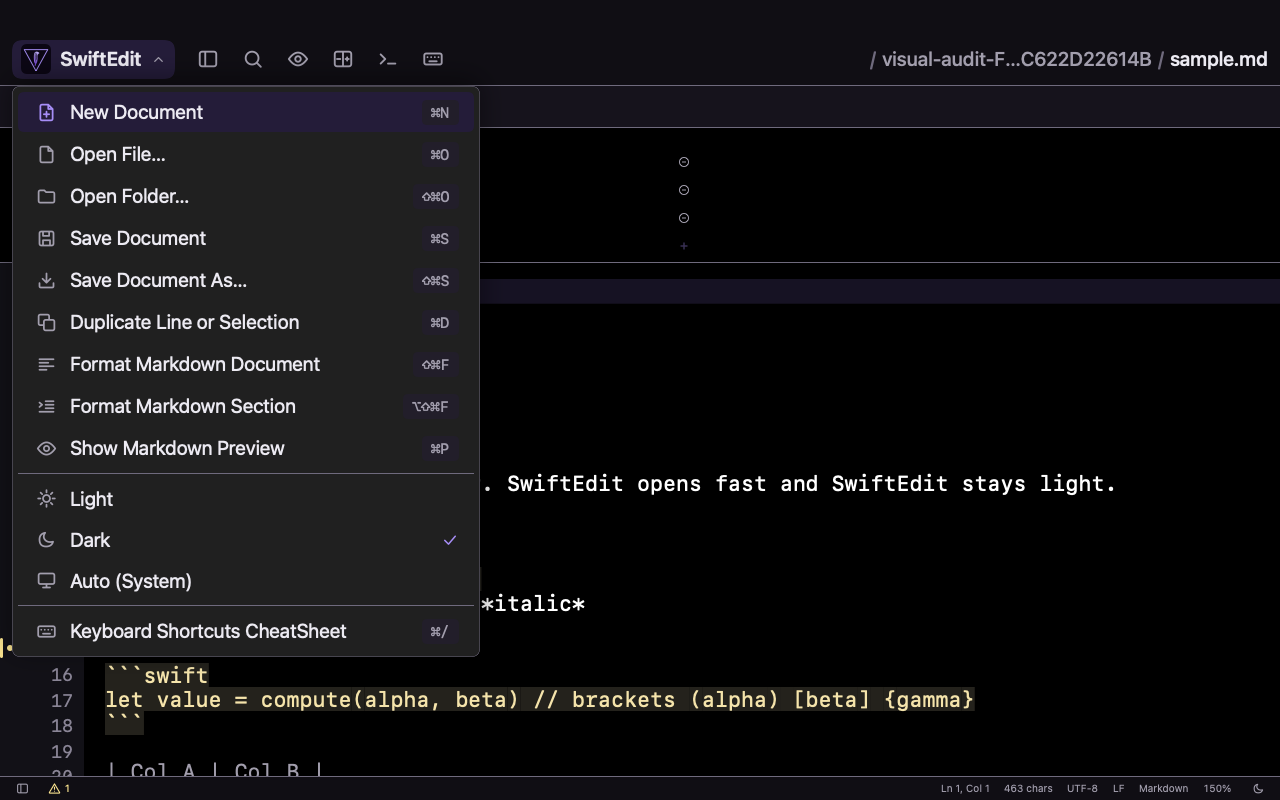 SwiftEdit
/ visual-audit-F...C622D22614B / sample.md
New Document ⌘N
Open File... ⌘O
Open Folder... ⇧⌘O
Save Document ⌘S
Save Document As... ⇧⌘S
Duplicate Line or Selection ⌘D
Format Markdown Document ⇧⌘F
Format Markdown Section ⌥⇧⌘F
Show Markdown Preview ⌘P
. SwiftEdit opens fast and SwiftEdit stays light.
Light
Dark
Auto (System)
*italic*
Keyboard Shortcuts CheatSheet ⌘/
16 ```swift
17 let value = compute(alpha, beta) // brackets (alpha) [beta] {gamma}
18 ```
19
20 | Col A | Col B |
1 Ln 1, Col 1 463 chars UTF-8 LF Markdown 150%